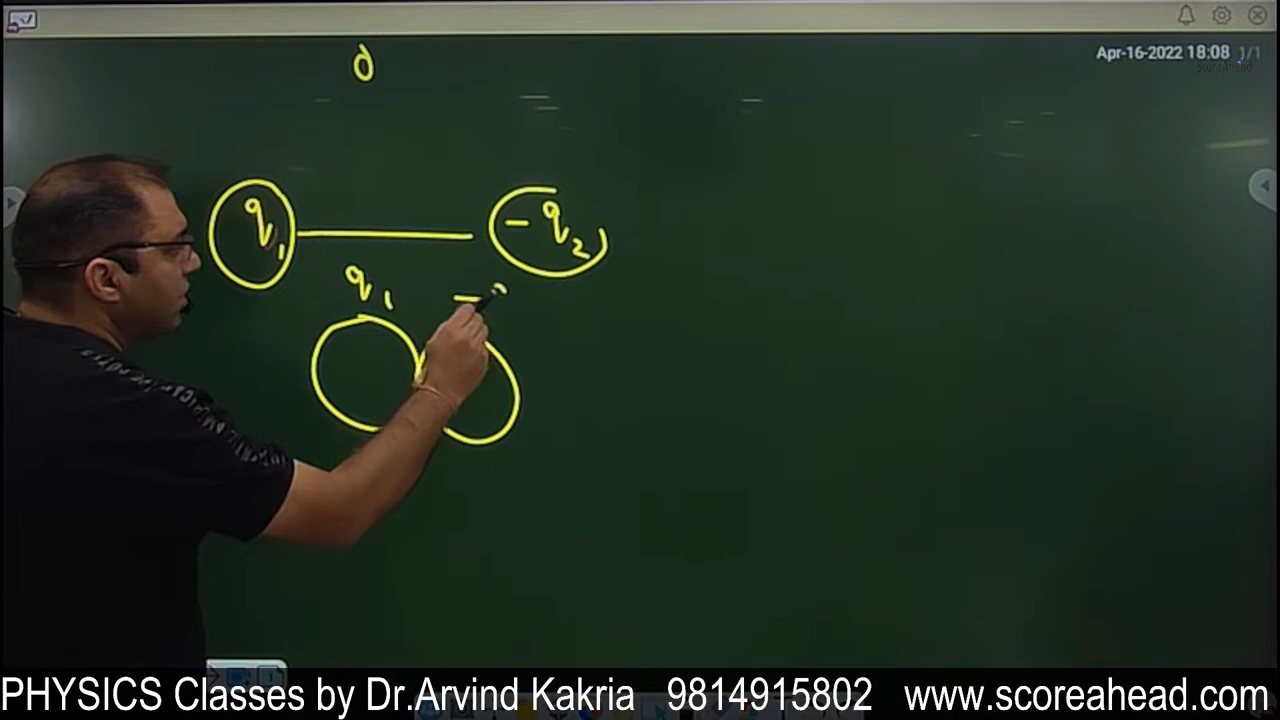 Apr-16-2022 18:08 1/1
ScoreAhead
d
q1 -q2
q1 -
PHYSICS Classes by Dr.Arvind Kakria 9814915802 www.scoreahead.com